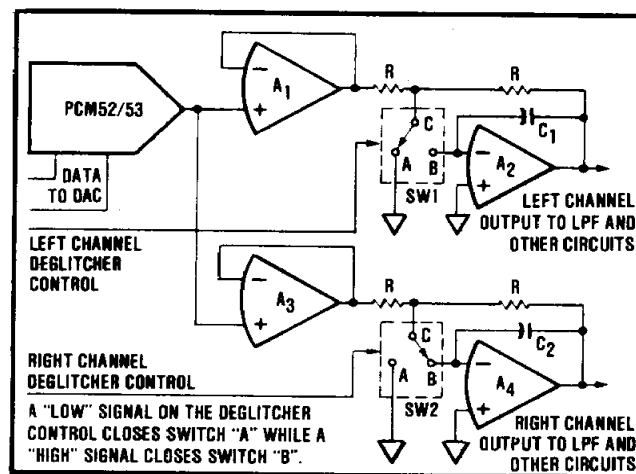 PCM52/53
DATA
TO DAC
A1
−
+
R
R
C
A
B
SW1
C1
−
+
A2
LEFT CHANNEL
OUTPUT TO LPF AND
OTHER CIRCUITS
LEFT CHANNEL
DEGLITCHER
CONTROL
−
+
A3
R
R
C
A
B
SW2
C2
−
+
A4
RIGHT CHANNEL
OUTPUT TO LPF AND
OTHER CIRCUITS
RIGHT CHANNEL
DEGLITCHER CONTROL
A "LOW" SIGNAL ON THE DEGLITCHER
CONTROL CLOSES SWITCH "A" WHILE A
"HIGH" SIGNAL CLOSES SWITCH "B".